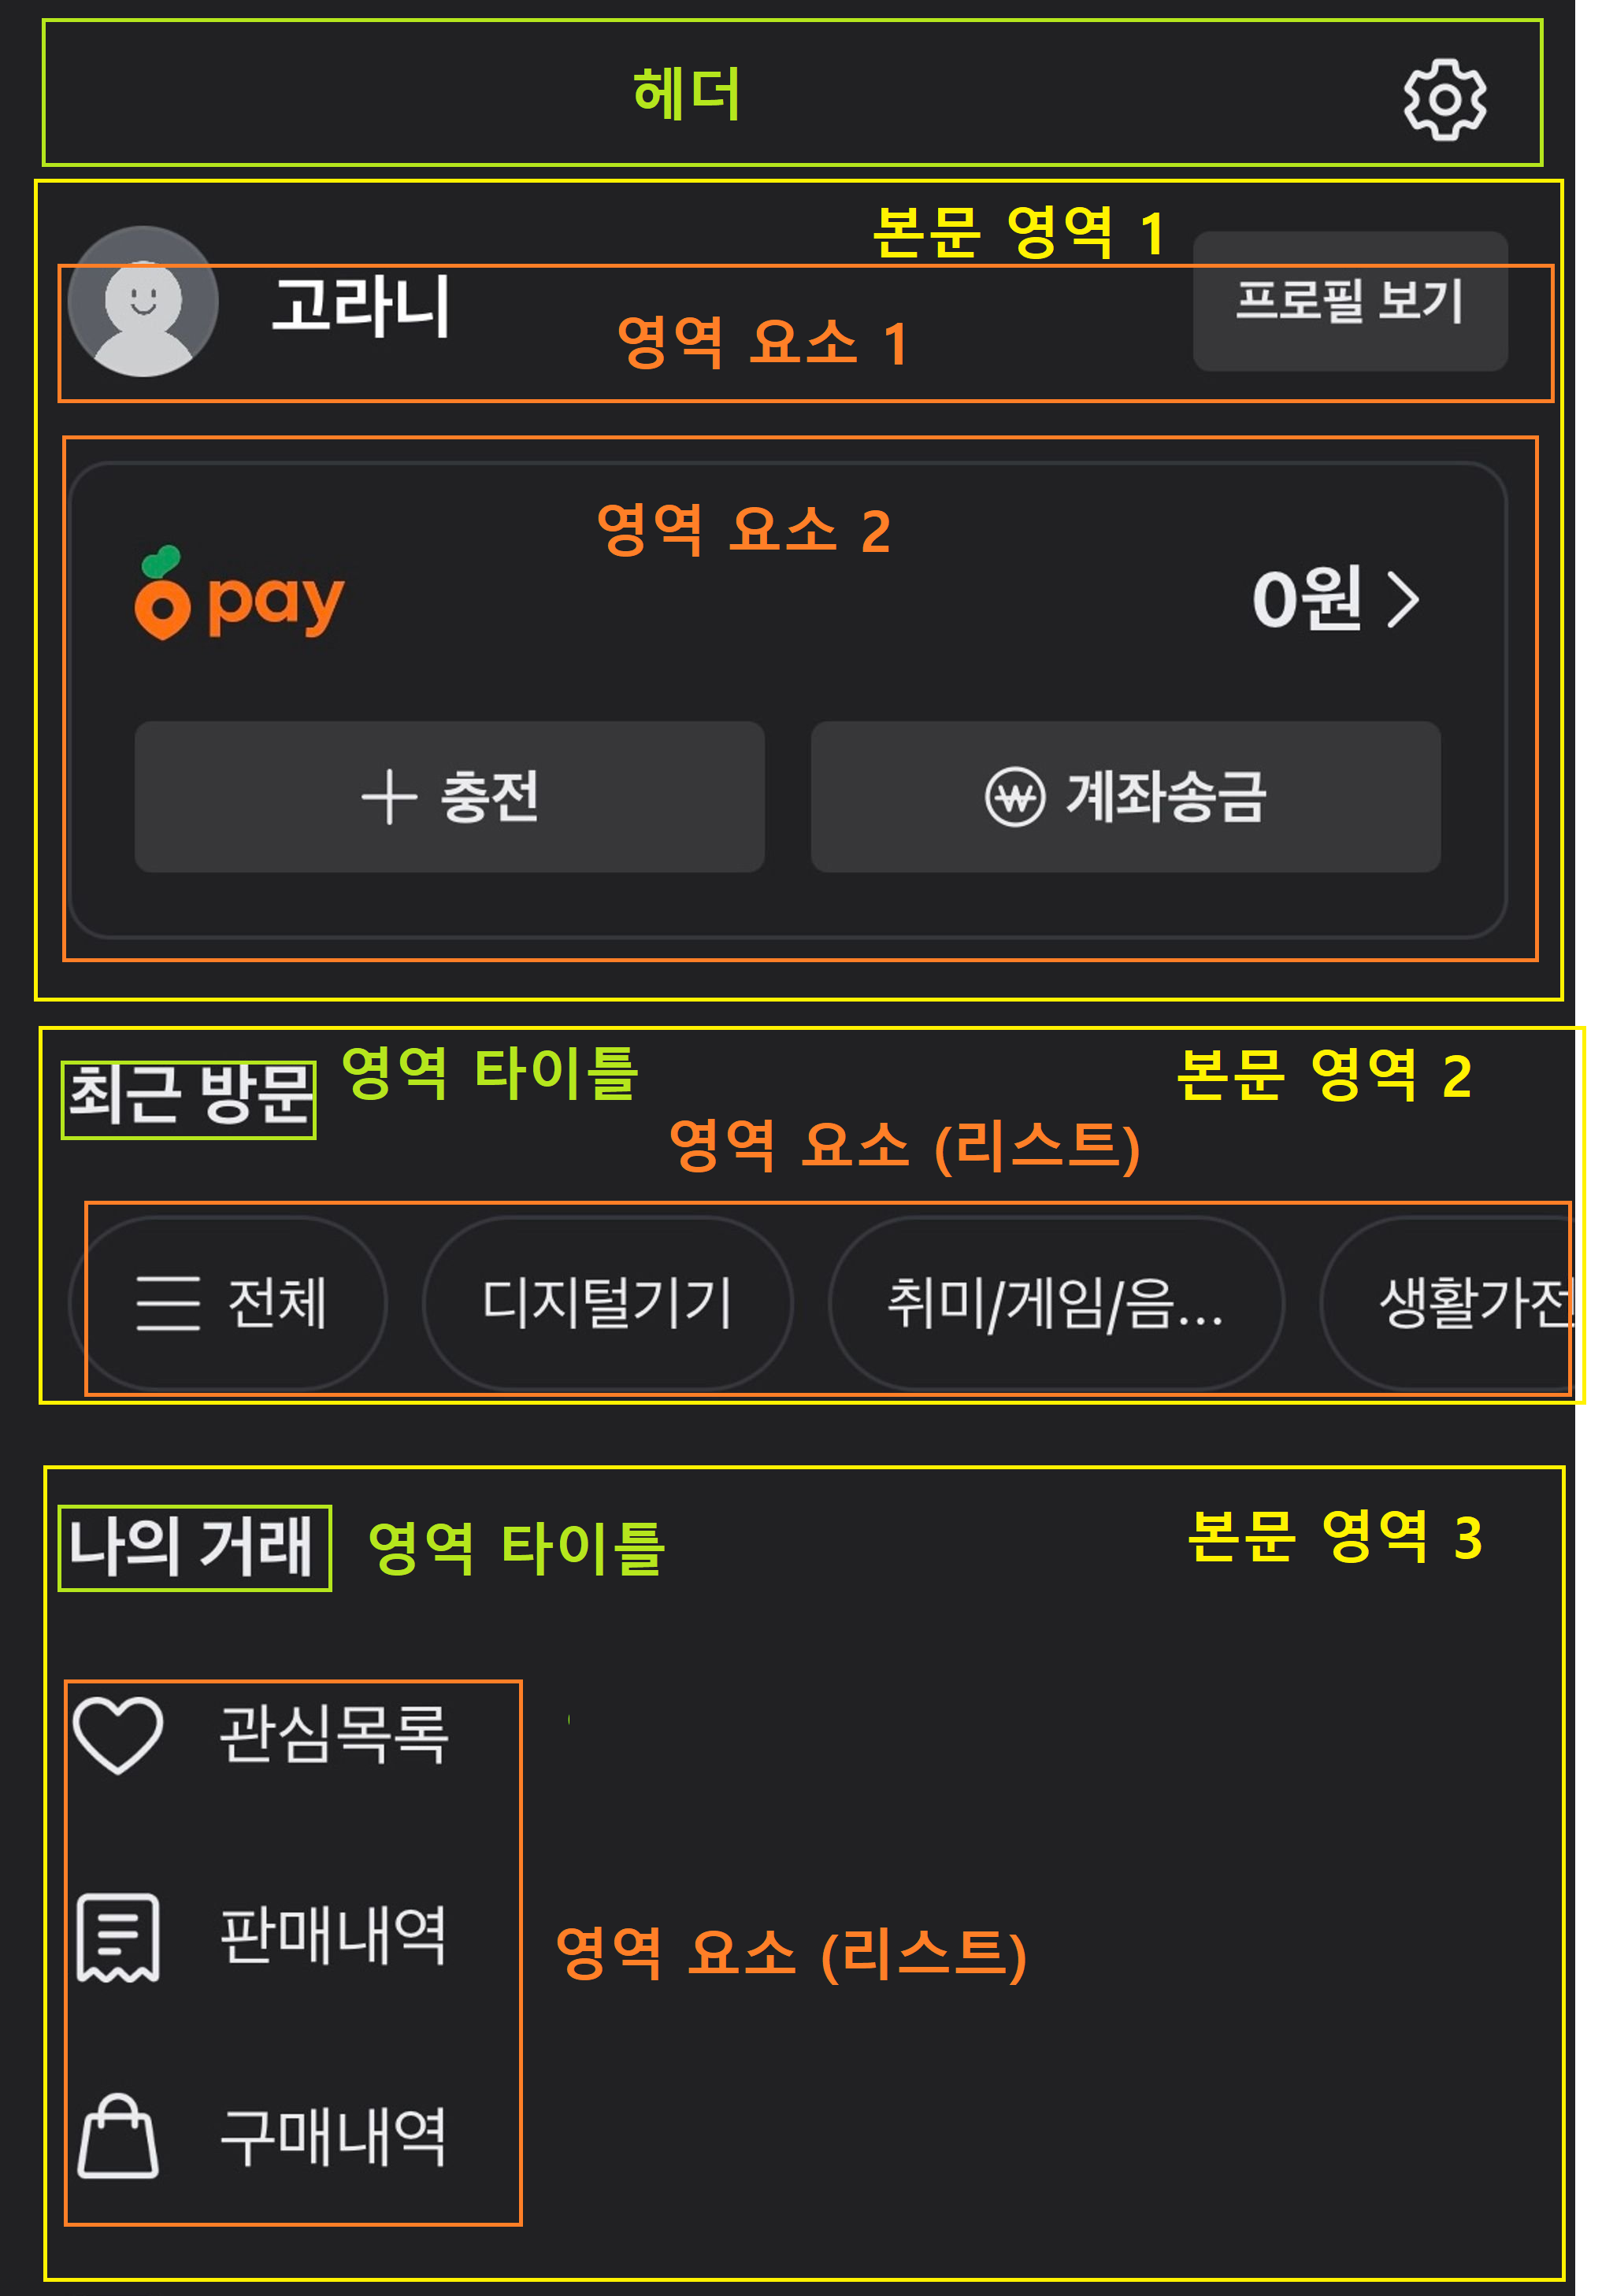 헤더
본문 영역 1
고라니
영역 요소 1
프로필 보기
영역 요소 2
pay
0원
충전
계좌송금
최근 방문
영역 타이틀
본문 영역 2
영역 요소 (리스트)
전체
디지털기기
취미/게임/음...
생활가전
나의 거래
영역 타이틀
본문 영역 3
관심목록
판매내역
영역 요소 (리스트)
구매내역